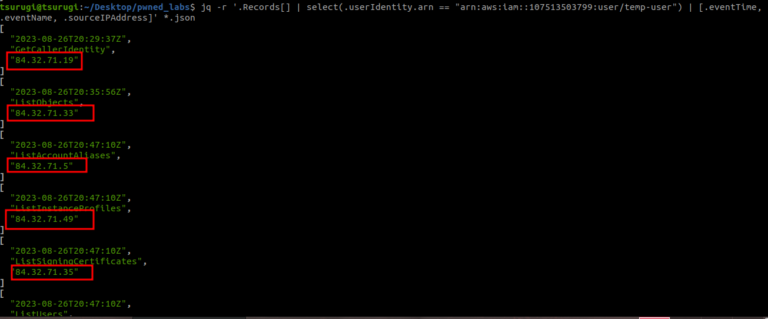 tsurugi@tsurugi:~/Desktop/pwned_labs$ jq -r '.Records[] | select(.userIdentity.arn == "arn:aws:iam::107513503799:user/temp-user") | [.eventTime,
.eventName, .sourceIPAddress]' *.json
[
"2023-08-26T20:29:37Z",
"GetCallerIdentity",
"84.32.71.19"
]
[
"2023-08-26T20:35:56Z",
"ListObjects",
"84.32.71.33"
]
[
"2023-08-26T20:47:10Z",
"ListAccountAliases",
"84.32.71.5"
]
[
"2023-08-26T20:47:10Z",
"ListInstanceProfiles",
"84.32.71.49"
]
[
"2023-08-26T20:47:10Z",
"ListSigningCertificates",
"84.32.71.35"
]
[
"2023-08-26T20:47:10Z",
"ListUsers",